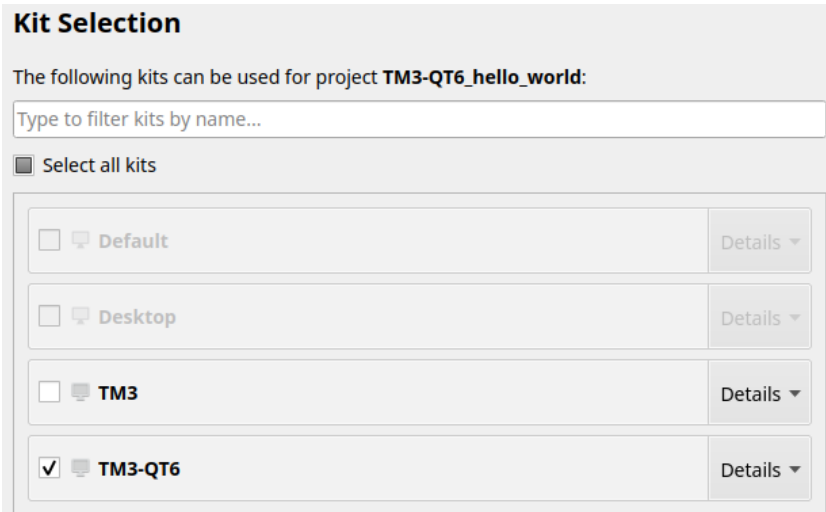 Kit Selection
The following kits can be used for project TM3-QT6_hello_world:
Type to filter kits by name...
Select all kits
Default Details
Desktop Details
TM3 Details
TM3-QT6 Details